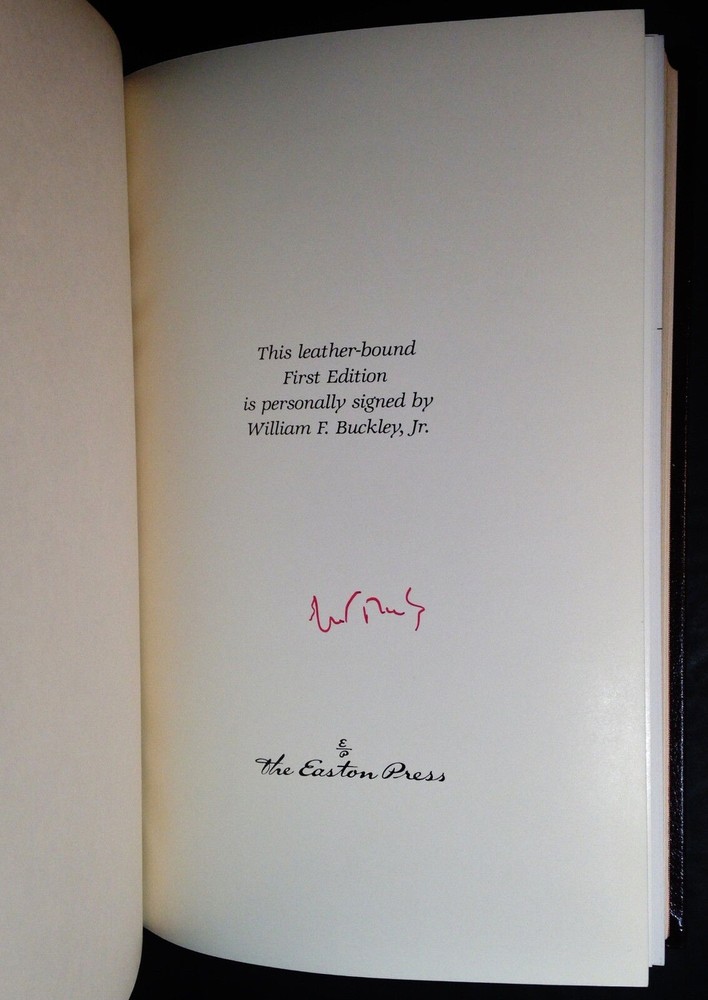 This leather-bound
First Edition
is personally signed by
William F. Buckley, Jr.
The Easton Press